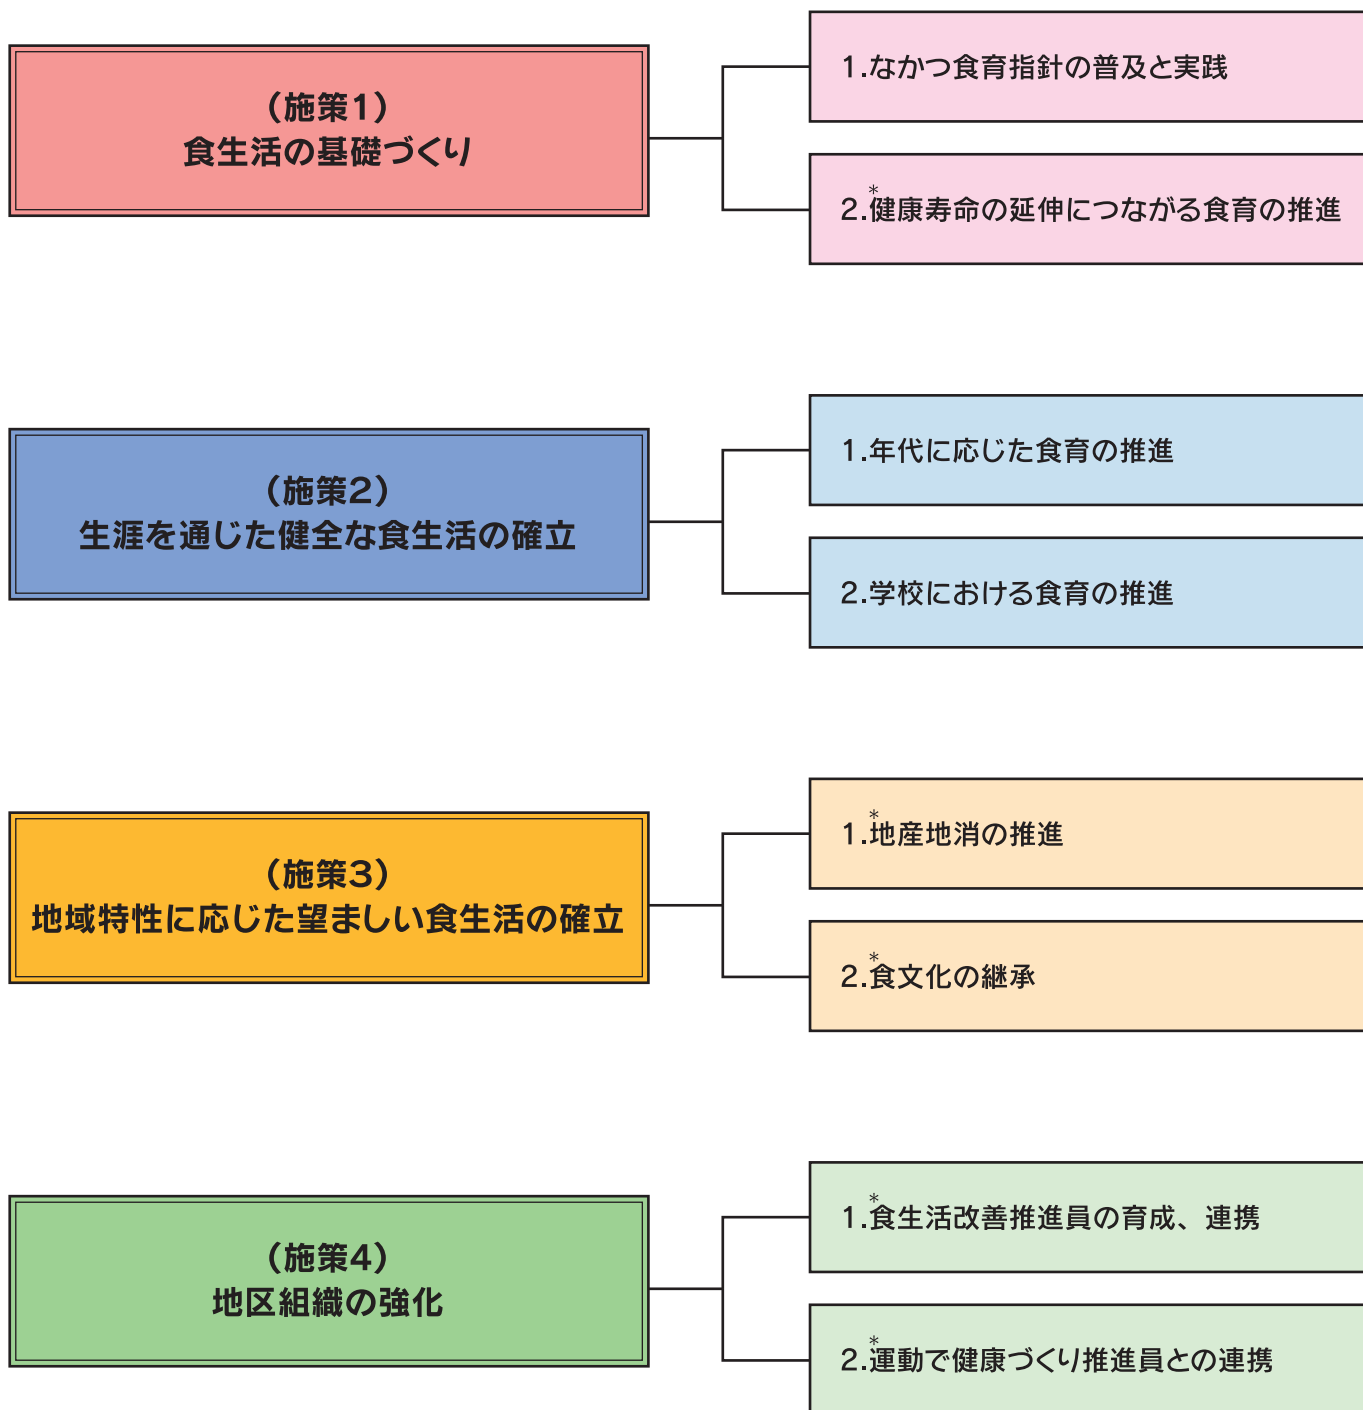 （施策1）
食生活の基礎づくり
1.なかつ食育指針の普及と実践
2.*健康寿命の延伸につながる食育の推進
（施策2）
生涯を通じた健全な食生活の確立
1.年代に応じた食育の推進
2.学校における食育の推進
（施策3）
地域特性に応じた望ましい食生活の確立
1.*地産地消の推進
2.*食文化の継承
（施策4）
地区組織の強化
1.*食生活改善推進員の育成、連携
2.*運動で健康づくり推進員との連携